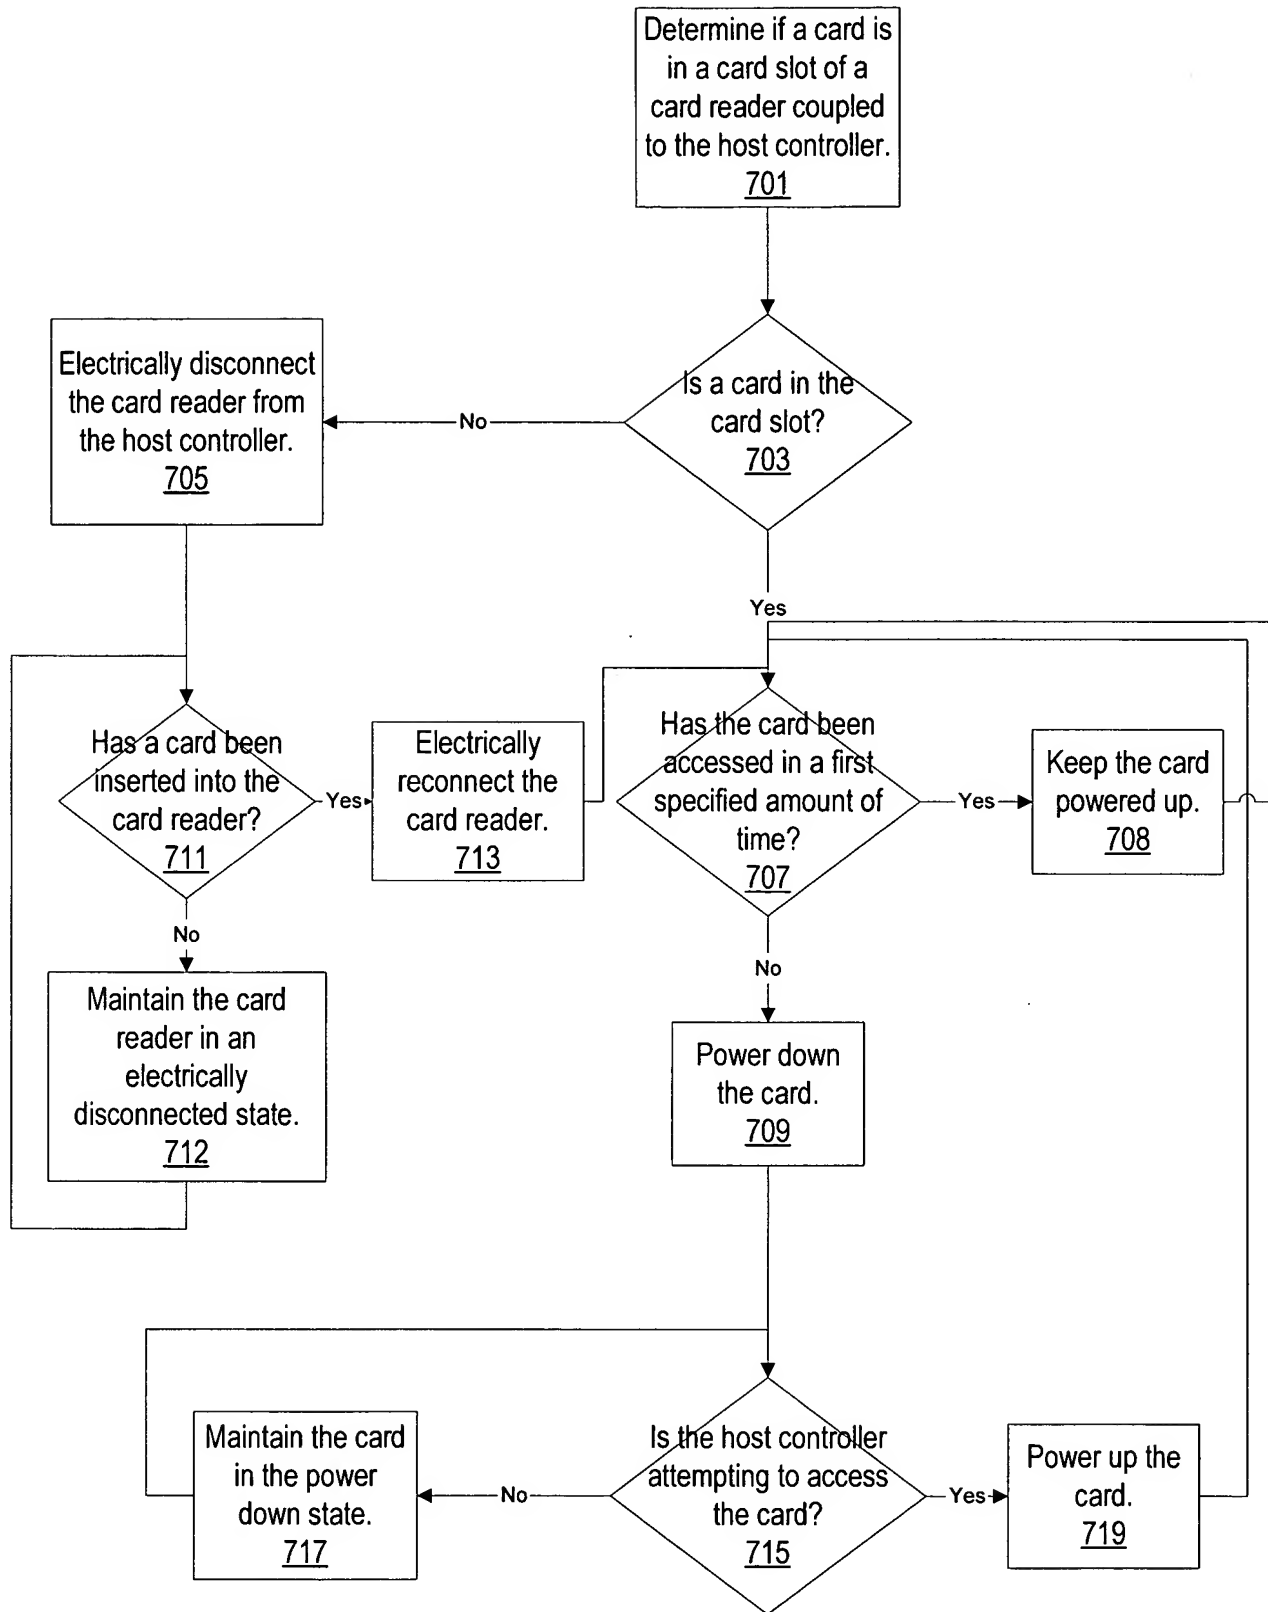 Determine if a card is
in a card slot of a
card reader coupled
to the host controller.
701
Is a card in the
card slot?
703
No
Electrically disconnect
the card reader from
the host controller.
705
Yes
Has a card been
inserted into the
card reader?
711
Yes
Electrically
reconnect the
card reader.
713
Has the card been
accessed in a first
specified amount of
time?
707
Yes
Keep the card
powered up.
708
No
Maintain the card
reader in an
electrically
disconnected state.
712
No
Power down
the card.
709
Maintain the card
in the power
down state.
717
No
Is the host controller
attempting to access
the card?
715
Yes
Power up the
card.
719